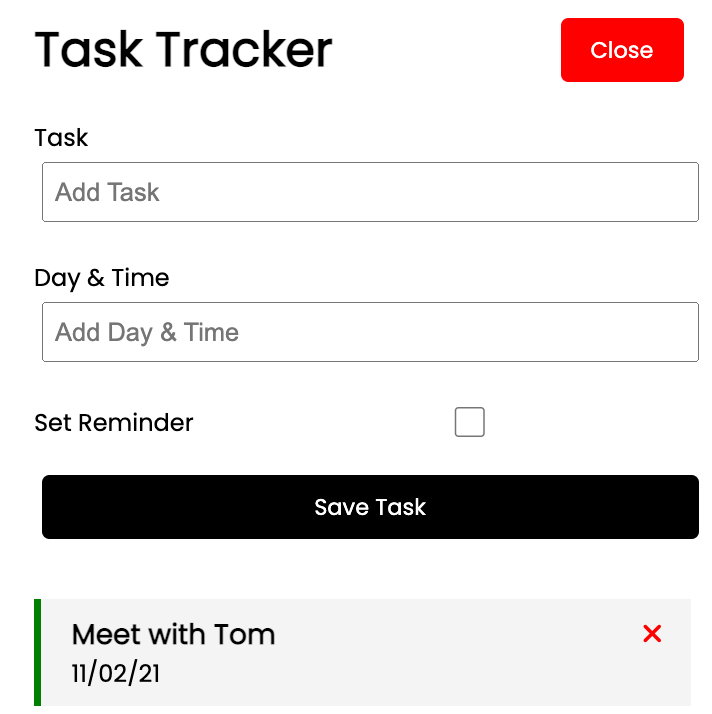 Task Tracker
Close
Task
Add Task
Day & Time
Add Day & Time
Set Reminder
Save Task
Meet with Tom
11/02/21